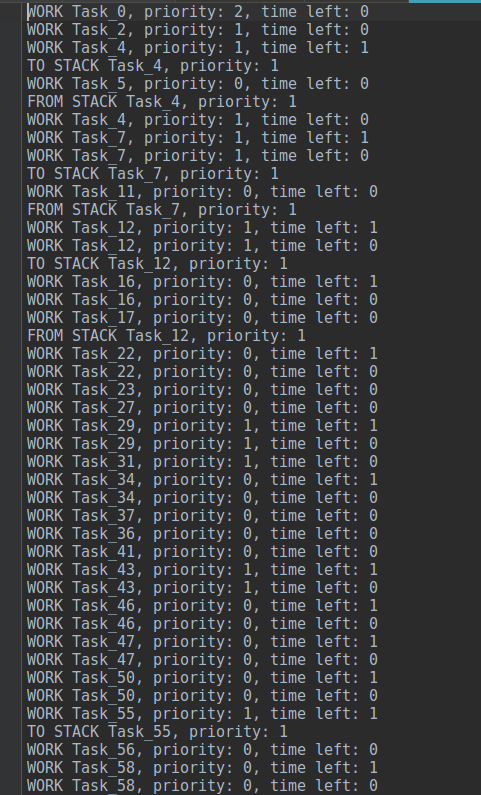 WORK Task_0, priority: 2, time left: 0
WORK Task_2, priority: 1, time left: 0
WORK Task_4, priority: 1, time left: 1
TO STACK Task_4, priority: 1
WORK Task_5, priority: 0, time left: 0
FROM STACK Task_4, priority: 1
WORK Task_4, priority: 1, time left: 0
WORK Task_7, priority: 1, time left: 1
WORK Task_7, priority: 1, time left: 0
TO STACK Task_7, priority: 1
WORK Task_11, priority: 0, time left: 0
FROM STACK Task_7, priority: 1
WORK Task_12, priority: 1, time left: 1
WORK Task_12, priority: 1, time left: 0
TO STACK Task_12, priority: 1
WORK Task_16, priority: 0, time left: 1
WORK Task_16, priority: 0, time left: 0
WORK Task_17, priority: 0, time left: 0
FROM STACK Task_12, priority: 1
WORK Task_22, priority: 0, time left: 1
WORK Task_22, priority: 0, time left: 0
WORK Task_23, priority: 0, time left: 0
WORK Task_27, priority: 0, time left: 0
WORK Task_29, priority: 1, time left: 1
WORK Task_29, priority: 1, time left: 0
WORK Task_31, priority: 1, time left: 0
WORK Task_34, priority: 0, time left: 1
WORK Task_34, priority: 0, time left: 0
WORK Task_37, priority: 0, time left: 0
WORK Task_36, priority: 0, time left: 0
WORK Task_41, priority: 0, time left: 0
WORK Task_43, priority: 1, time left: 1
WORK Task_43, priority: 1, time left: 0
WORK Task_46, priority: 0, time left: 1
WORK Task_46, priority: 0, time left: 0
WORK Task_47, priority: 0, time left: 1
WORK Task_47, priority: 0, time left: 0
WORK Task_50, priority: 0, time left: 1
WORK Task_50, priority: 0, time left: 0
WORK Task_55, priority: 1, time left: 1
TO STACK Task_55, priority: 1
WORK Task_56, priority: 0, time left: 0
WORK Task_58, priority: 0, time left: 1
WORK Task_58, priority: 0, time left: 0